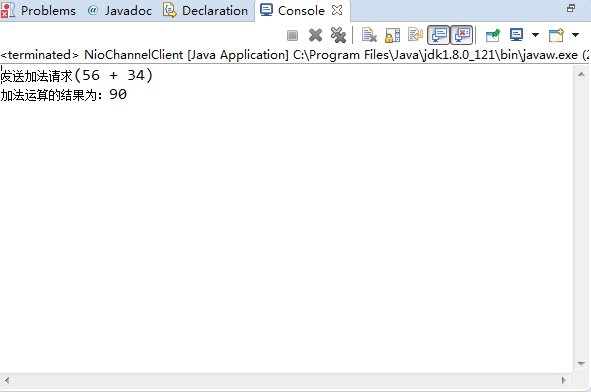 Problems @ Javadoc Declaration Console
<terminated> NioChannelClient [Java Application] C:\Program Files\Java\jdk1.8.0_121\bin\javaw.exe (2
发送加法请求(56 + 34)
加法运算的结果为：90